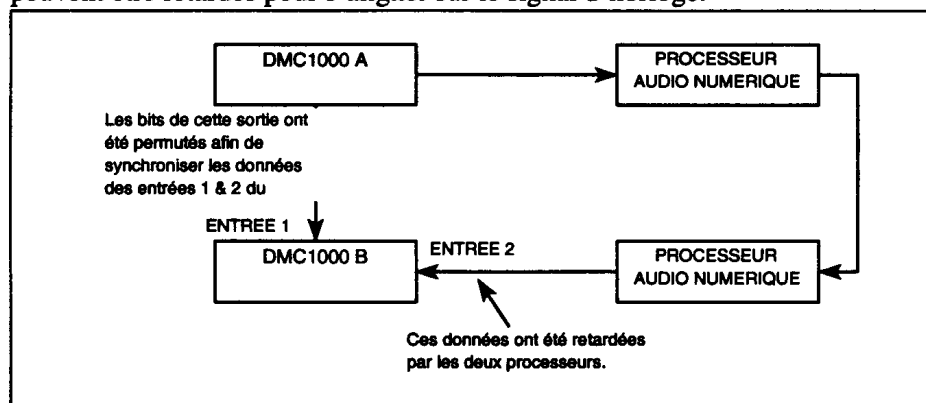 peuvent être retardés pour s'aligner sur le signal d'horloge.
DMC1000 A
PROCESSEUR
AUDIO NUMERIQUE
Les bits de cette sortie ont
été permutés afin de
synchroniser les données
des entrées 1 & 2 du
ENTREE 1
DMC1000 B
ENTREE 2
PROCESSEUR
AUDIO NUMERIQUE
Ces données ont été retardées
par les deux processeurs.